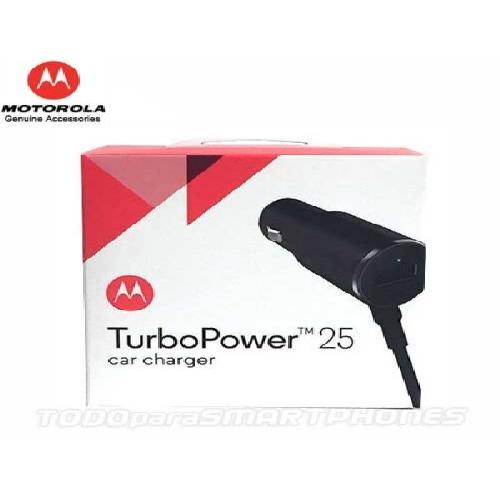 MOTOROLA
Genuine Accessories
TurboPower™ 25
car charger
TODOparaSMARTPHONES